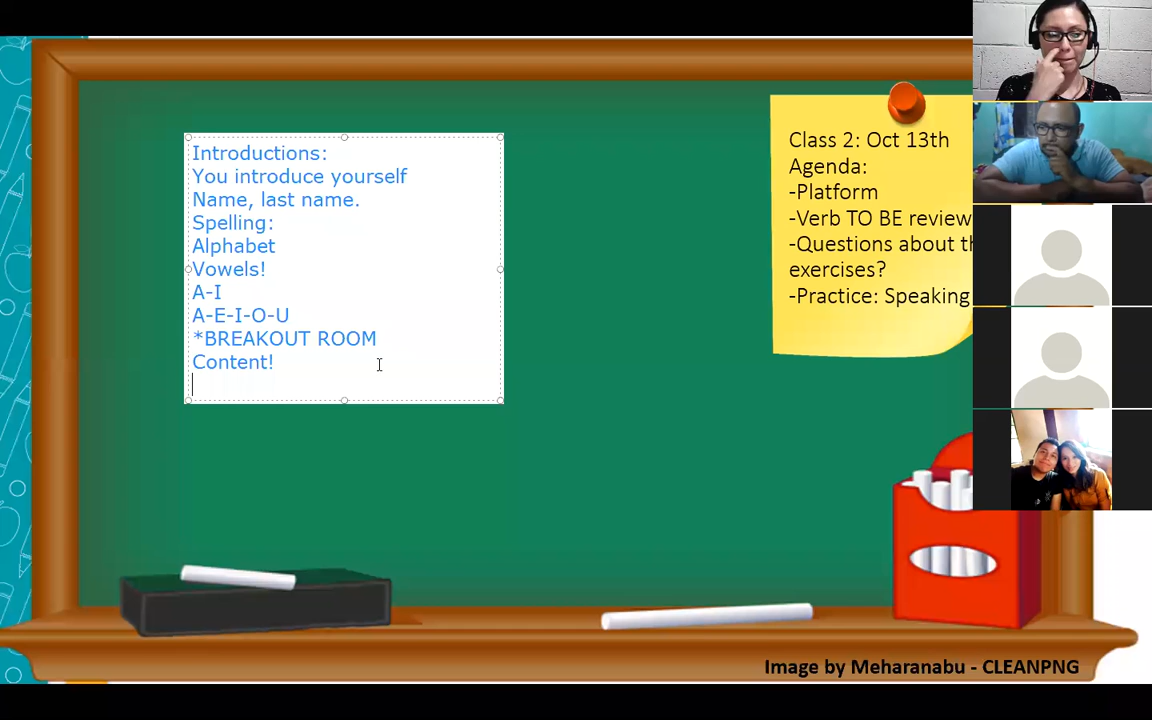 Introductions:
You introduce yourself
Name, last name.
Spelling:
Alphabet
Vowels!
A-I
A-E-I-O-U
*BREAKOUT ROOM
Content!
Class 2: Oct 13th
Agenda:
-Platform
-Verb TO BE review
-Questions about
exercises?
-Practice: Speaking
Image by Meharanabu - CLEANPNG